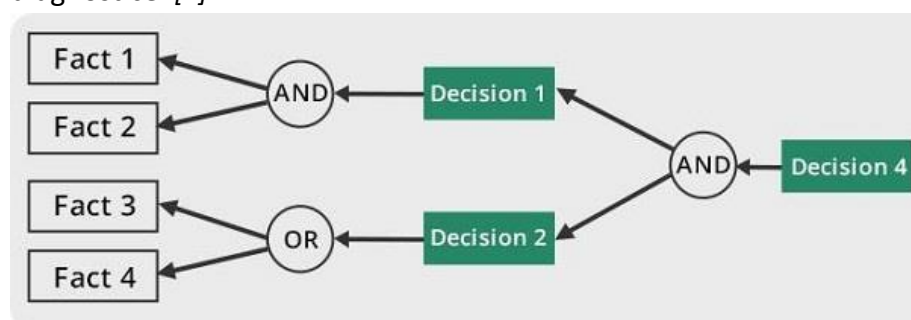 Fact 1
Fact 2
AND
Decision 1
AND
Decision 4
Fact 3
Fact 4
OR
Decision 2